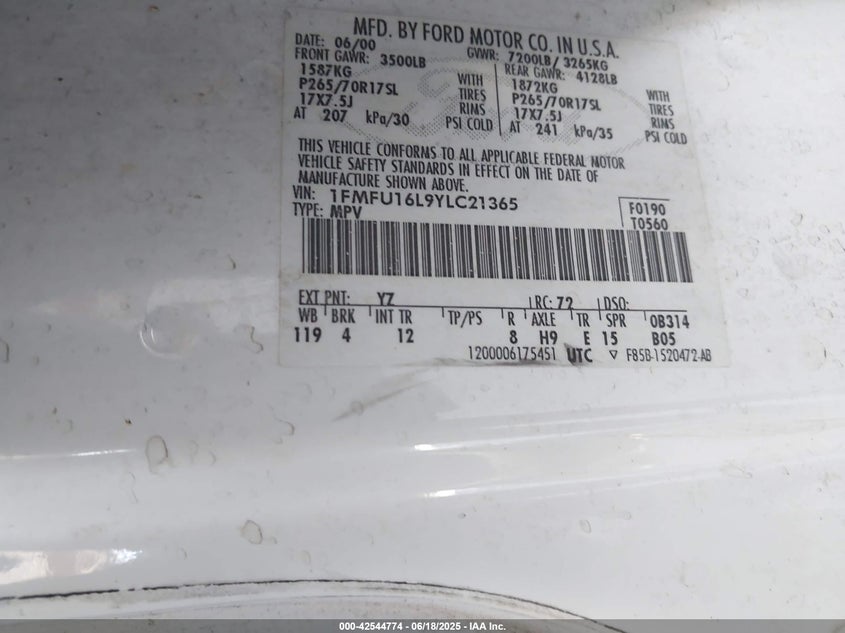 MFD. BY FORD MOTOR CO. IN U.S.A.
DATE: 06/00 GVWR: 7200LB/ 3265KG
FRONT GAWR: 3500LB REAR GAWR: 4128LB
1587KG WITH 1872KG WITH
P265/70R17SL TIRES P265/70R17SL TIRES
17X7.5J RIMS 17X7.5J RIMS
AT 207 kPa/30 PSI COLD AT 241 kPa/35 PSI COLD
THIS VEHICLE CONFORMS TO ALL APPLICABLE FEDERAL MOTOR
VEHICLE SAFETY STANDARDS IN EFFECT ON THE DATE OF
MANUFACTURE SHOWN ABOVE.
VIN: 1FMFU16L9YLC21365 F0190
TYPE: MPV T0560
EXT PNT: YZ RC: 72 DSO:
WB BRK INT TR TP/PS R AXLE TR SPR 0B314
119 4 12 8 H9 E 15 B05
1200006175451 UTC ▽ F85B-1520472-AB
000-42544774 | 06/18/2025 - IAA Inc.